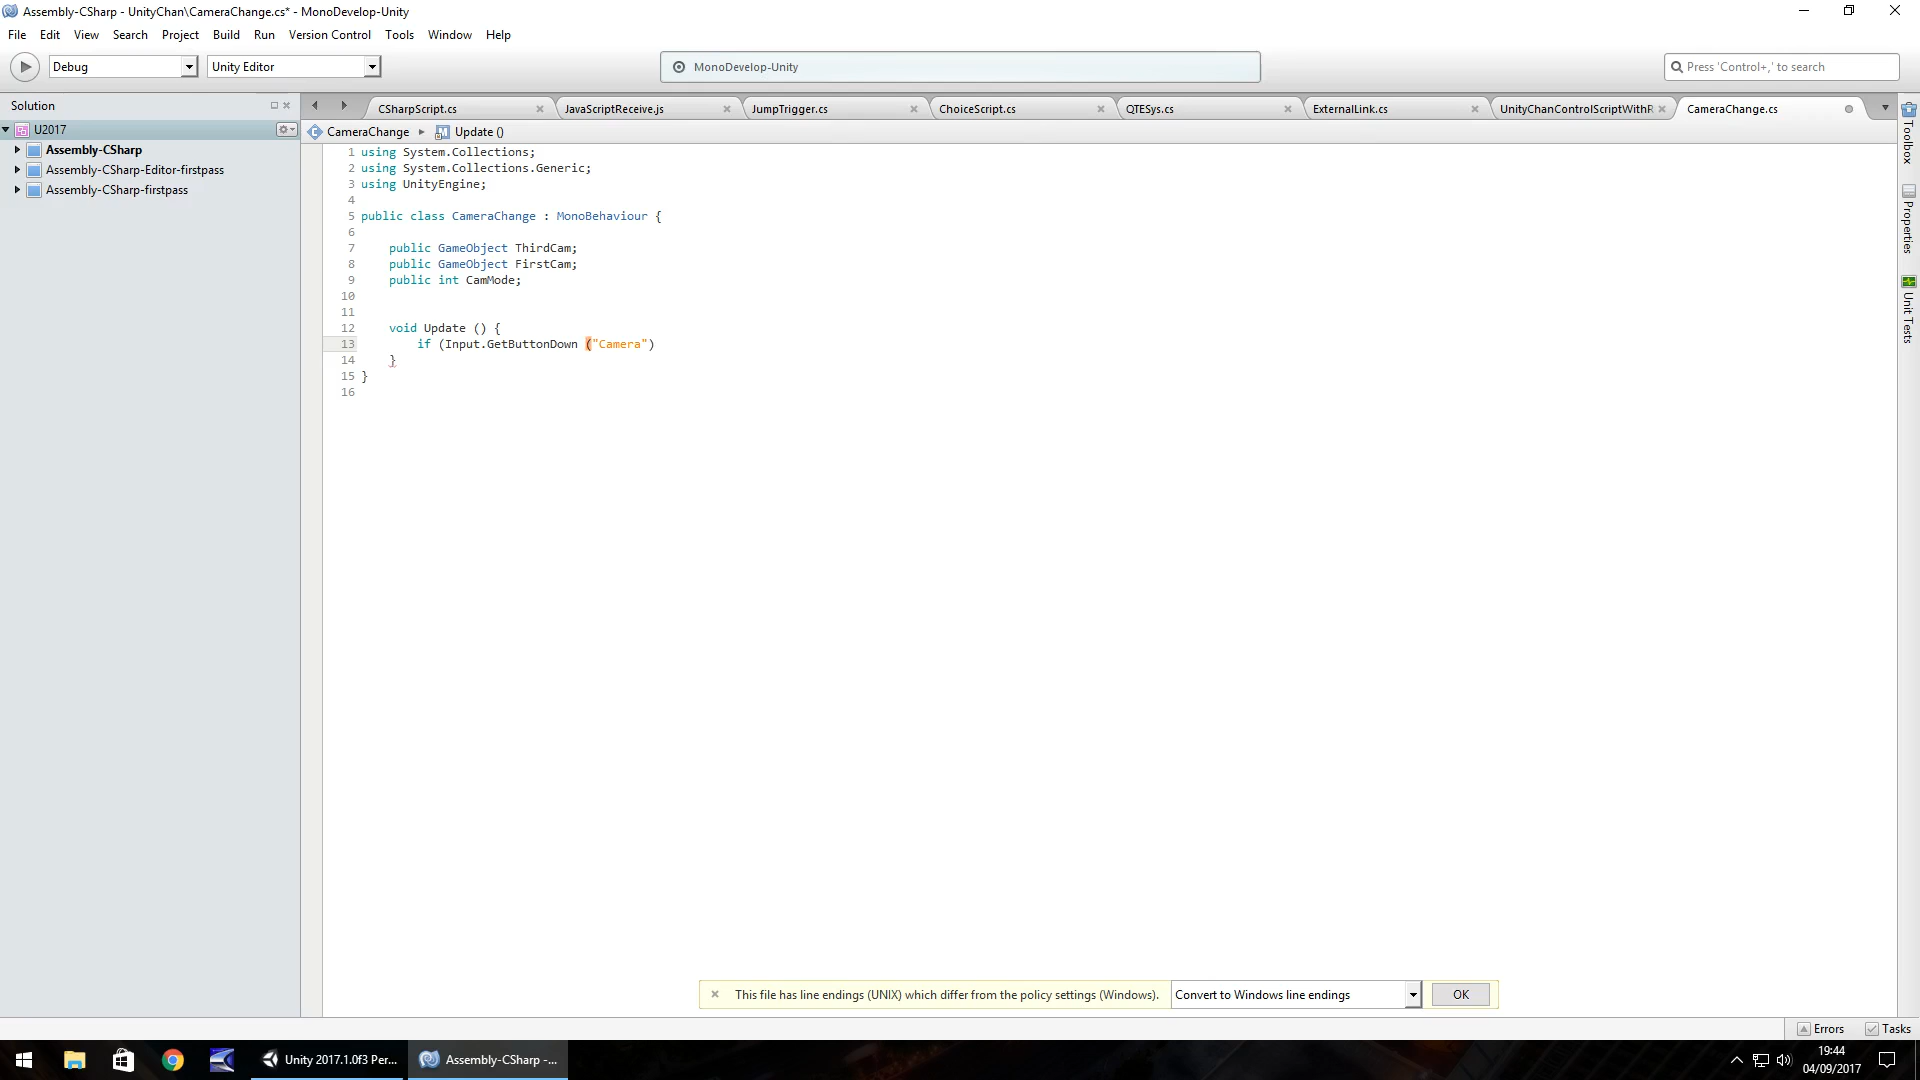 Assembly-CSharp - UnityChan\CameraChange.cs* - MonoDevelop-Unity
File Edit View Search Project Build Run Version Control Tools Window Help
Debug Unity Editor MonoDevelop-Unity Press 'Control+,' to search
Solution CSharpScript.cs JavaScriptReceive.js JumpTrigger.cs ChoiceScript.cs QTESys.cs ExternalLink.cs UnityChanControlScriptWithR CameraChange.cs
U2017 CameraChange Update ()
Assembly-CSharp
Assembly-CSharp-Editor-firstpass
Assembly-CSharp-firstpass
1 using System.Collections;
2 using System.Collections.Generic;
3 using UnityEngine;
4
5 public class CameraChange : MonoBehaviour {
6
7 public GameObject ThirdCam;
8 public GameObject FirstCam;
9 public int CamMode;
10
11
12 void Update () {
13 if (Input.GetButtonDown ("Camera")
14 }
15 }
16
Toolbox
Properties
Unit Tests
This file has line endings (UNIX) which differ from the policy settings (Windows). Convert to Windows line endings OK
Errors Tasks
Unity 2017.1.0f3 Per... Assembly-CSharp -... 19:44
04/09/2017